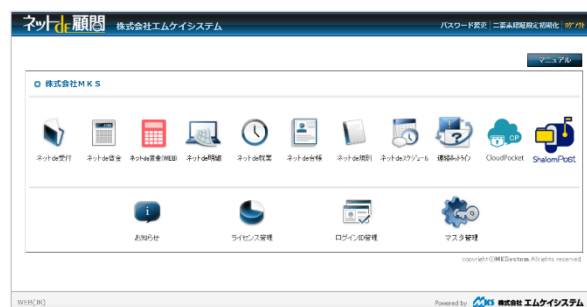 ネットde顧問 株式会社エムケイシステム パスワード変更 | 二要素認証設定初期化 | ログアウト
マニュアル
株式会社MKS
ネットde受付 ネットde賃金 ネットde賃金(WEB) ネットde明細 ネットde就業 ネットde台帳 ネットde規則 ネットdeスケジュール 連絡ホットライン CloudPocket ShalomPost
お知らせ ライセンス管理 ログインID管理 マスタ管理
copyright©MKSystem.Allrights reserved
WEB(JK) Powered by MKS 株式会社 エムケイシステム